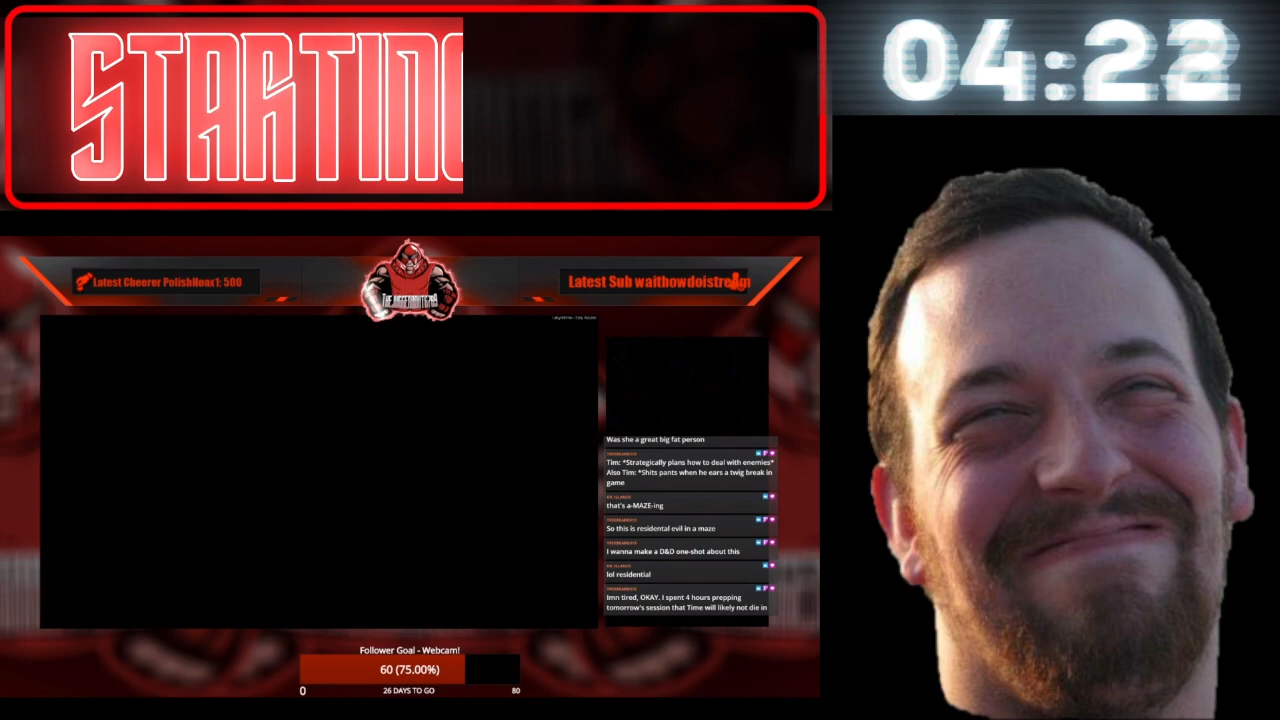 STARTING
04:22
Latest Cheerer PolishHoax1: 500
Latest Sub waithowdoistream
Was she a great big fat person
Tim: *Strategically plans how to deal with enemies*
Also Tim: *Shits pants when he ears a twig break in
game
that's a-MAZE-ing
So this is residental evil in a maze
I wanna make a D&D one-shot about this
lol residential
Imn tired, OKAY. I spent 4 hours prepping
tomorrow's session that Time will likely not die in
Follower Goal - Webcam!
60 (75.00%)
0
26 DAYS TO GO
80